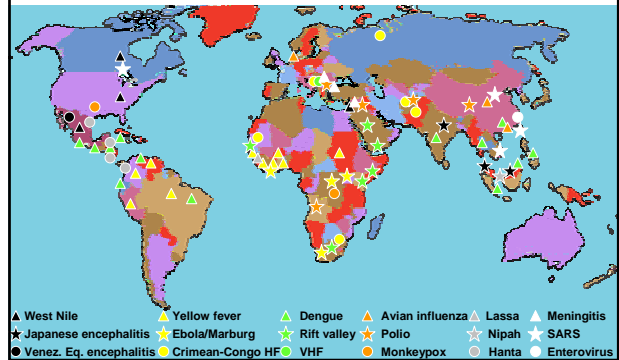 West Nile Yellow fever Dengue Avian influenza Lassa Meningitis
Japanese encephalitis Ebola/Marburg Rift valley Polio Nipah SARS
Venez. Eq. encephalitis Crimean-Congo HF VHF Monkeypox Hanta Enterovirus